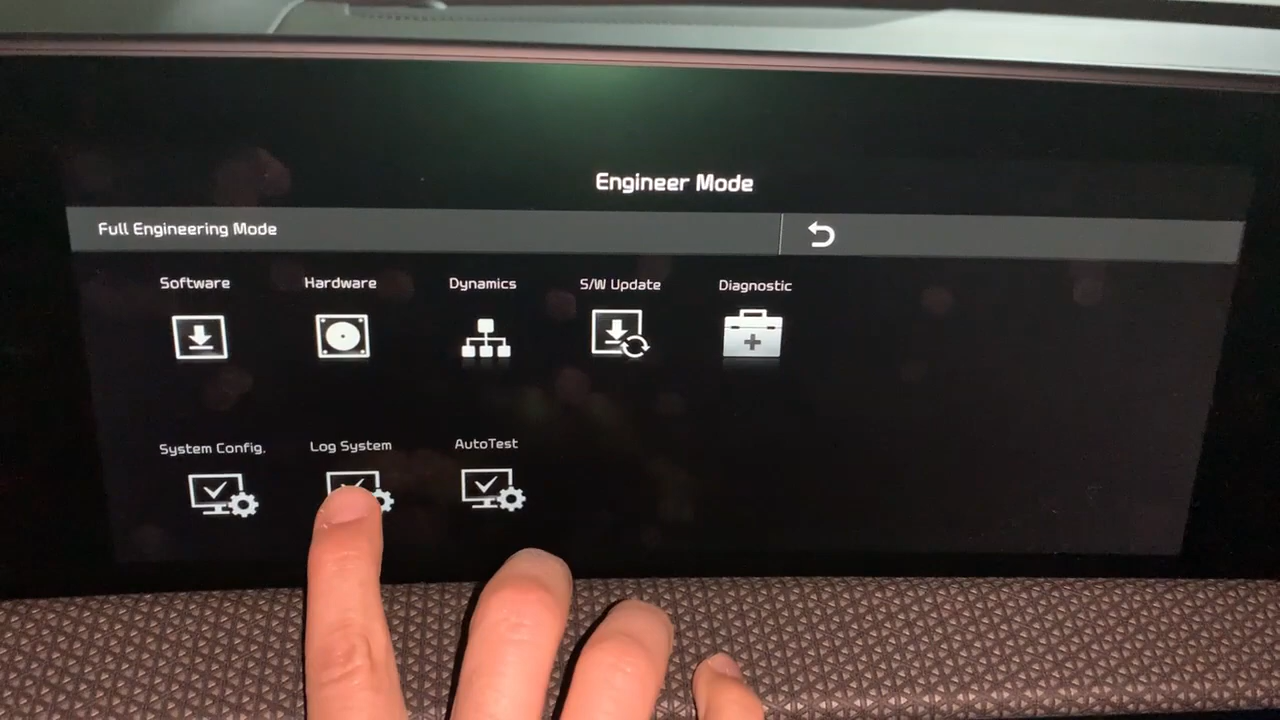 Engineer Mode
Full Engineering Mode
Software Hardware Dynamics S/W Update Diagnostic
System Config. Log System AutoTest